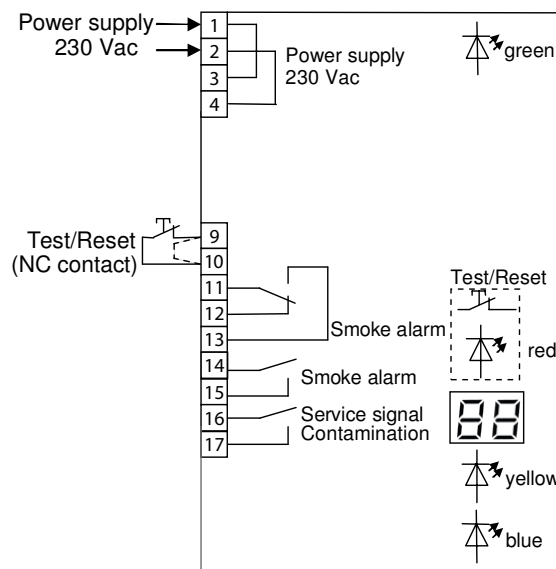 Power supply
230 Vac
1
2
3
4
Power supply
230 Vac
green
Test/Reset
(NC contact)
9
10
11
12
13
14
15
16
17
Smoke alarm
Smoke alarm
Service signal
Contamination
Test/Reset
red
88
yellow
blue